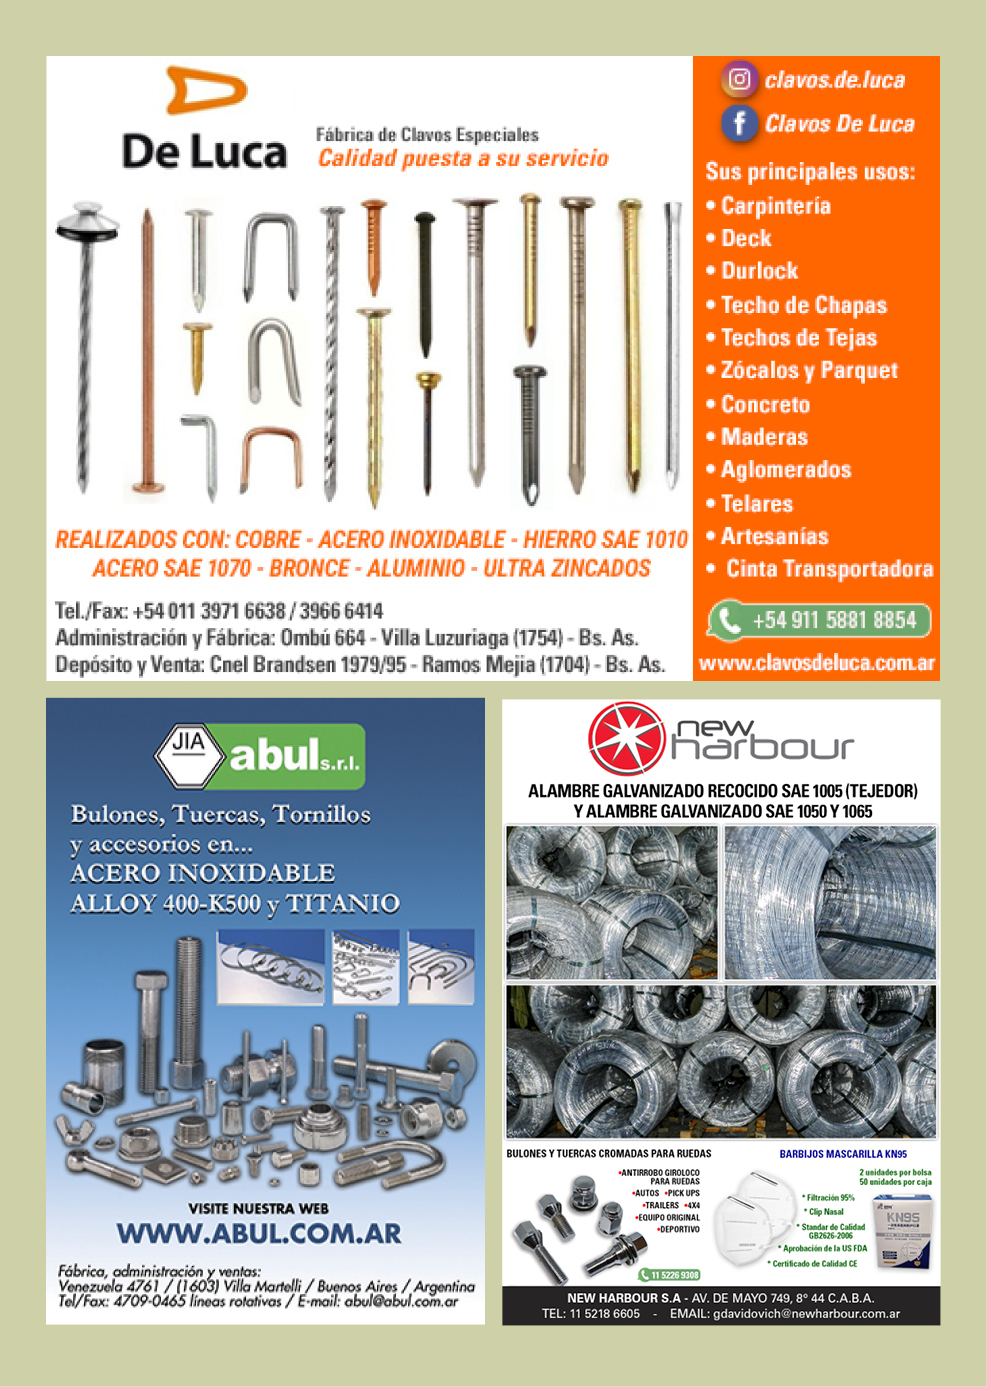 De Luca
Fábrica de Clavos Especiales
Calidad puesta a su servicio
REALIZADOS CON: COBRE - ACERO INOXIDABLE - HIERRO SAE 1010
ACERO SAE 1070 - BRONCE - ALUMINIO - ULTRA ZINCADOS
Tel./Fax: +54 011 3971 6638 / 3966 6414
Administración y Fábrica: Ombú 664 - Villa Luzuriaga (1754) - Bs. As.
Depósito y Venta: Cnel Brandsen 1979/95 - Ramos Mejia (1704) - Bs. As.
clavos.de.luca
Clavos De Luca
Sus principales usos:
• Carpintería
• Deck
• Durlock
• Techo de Chapas
• Techos de Tejas
• Zócalos y Parquet
• Concreto
• Maderas
• Aglomerados
• Telares
• Artesanías
• Cinta Transportadora
+54 911 5881 8854
www.clavosdeluca.com.ar
JIA abul s.r.l.
Bulones, Tuercas, Tornillos
y accesorios en...
ACERO INOXIDABLE
ALLOY 400-K500 y TITANIO
VISITE NUESTRA WEB
WWW.ABUL.COM.AR
Fábrica, administración y ventas:
Venezuela 4761 / (1603) Villa Martelli / Buenos Aires / Argentina
Tel/Fax: 4709-0465 líneas rotativas / E-mail: abul@abul.com.ar
new
harbour
ALAMBRE GALVANIZADO RECOCIDO SAE 1005 (TEJEDOR)
Y ALAMBRE GALVANIZADO SAE 1050 Y 1065
BULONES Y TUERCAS CROMADAS PARA RUEDAS
•ANTIRROBO GIROLOCO
PARA RUEDAS
•AUTOS •PICK UPS
•TRAILERS •4X4
•EQUIPO ORIGINAL
•DEPORTIVO
11 5226 9308
BARBIJOS MASCARILLA KN95
2 unidades por bolsa
50 unidades por caja
* Filtración 95%
* Clip Nasal
* Standar de Calidad
GB2626-2006
* Aprobación de la US FDA
* Certificado de Calidad CE
KN95
NEW HARBOUR S.A - AV. DE MAYO 749, 8° 44 C.A.B.A.
TEL: 11 5218 6605 - EMAIL: gdavidovich@newharbour.com.ar